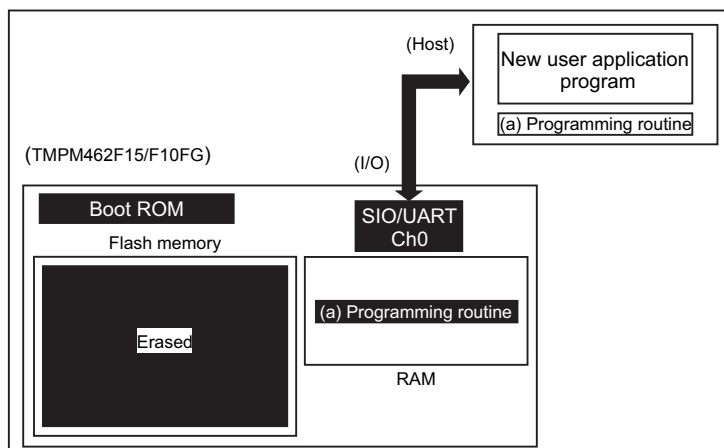 (Host)
New user application
program
(a) Programming routine
(TMPM462F15/F10FG)
(I/O)
Boot ROM
SIO/UART
Ch0
Flash memory
(a) Programming routine
Erased
RAM